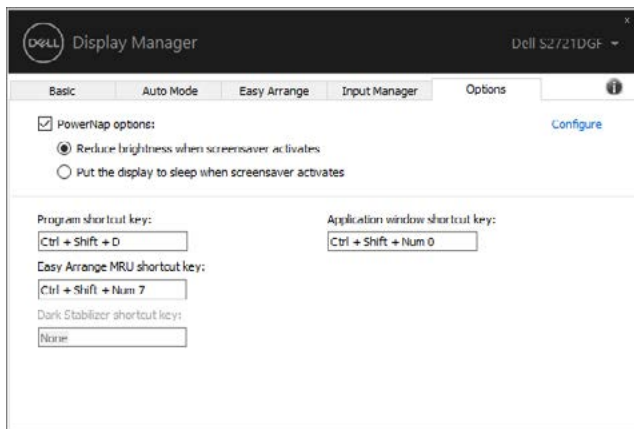 DELL Display Manager
Dell S2721DGF
x
Basic Auto Mode Easy Arrange Input Manager Options i
PowerNap options:
Configure
Reduce brightness when screensaver activates
Put the display to sleep when screensaver activates
Program shortcut key:
Application window shortcut key:
Ctrl + Shift + D
Ctrl + Shift + Num 0
Easy Arrange MRU shortcut key:
Ctrl + Shift + Num 7
Dark Stabilizer shortcut key:
None